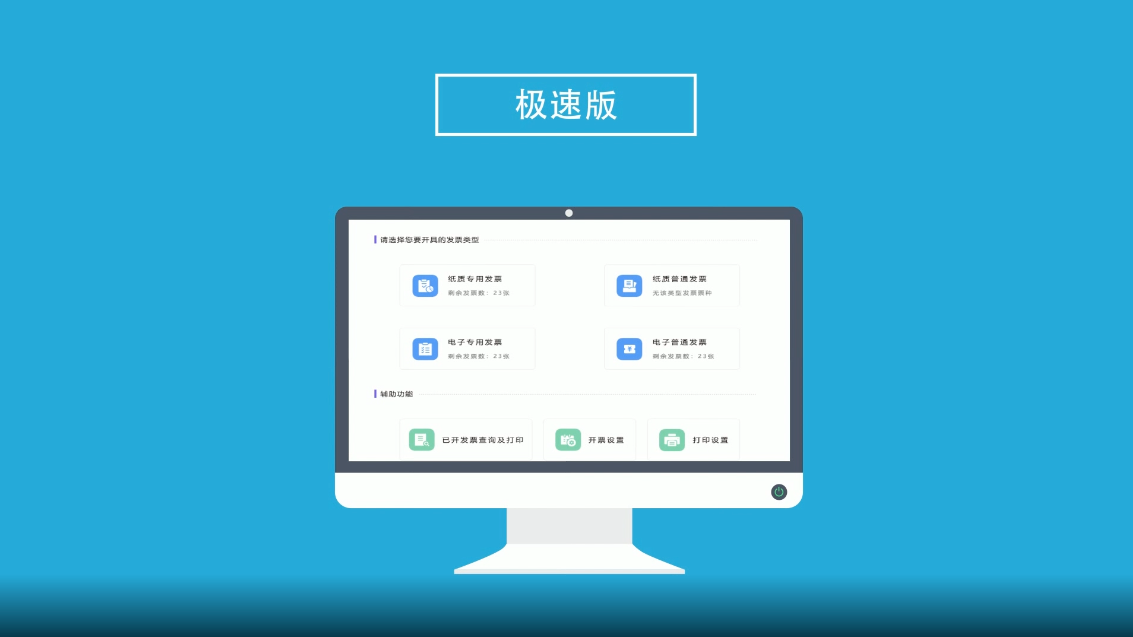 极速版
请选择您要开具的发票类型
纸质专用发票
剩余发票数：23张
纸质普通发票
无该类型发票票种
电子专用发票
剩余发票数：23张
电子普通发票
剩余发票数：23张
辅助功能
已开发票查询及打印
开票设置
打印设置